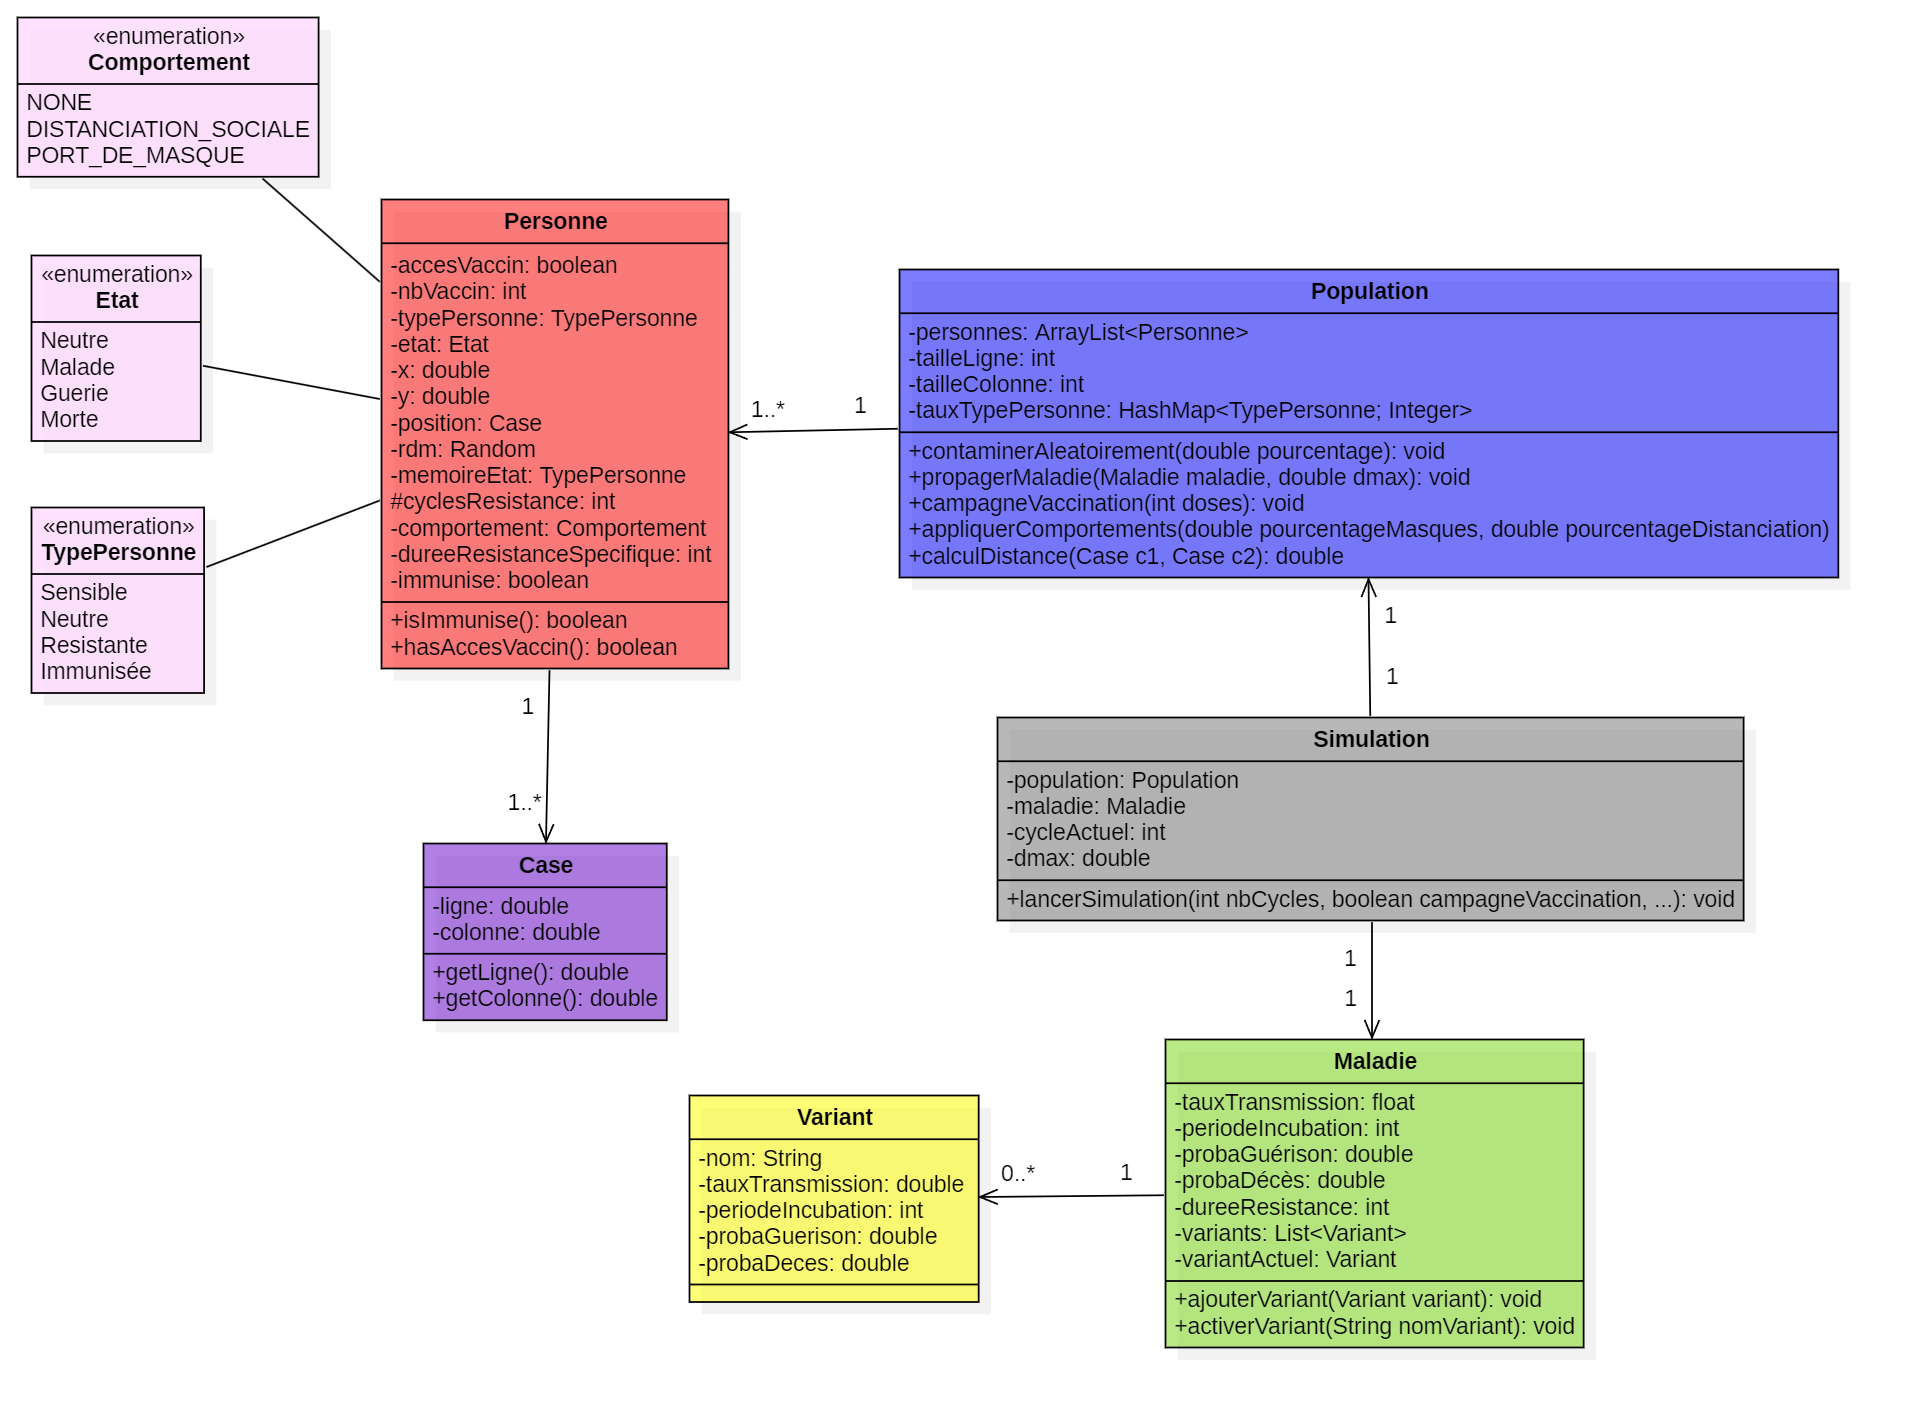 «enumeration»
Comportement
NONE
DISTANCIATION_SOCIALE
PORT_DE_MASQUE
«enumeration»
Etat
Neutre
Malade
Guerie
Morte
«enumeration»
TypePersonne
Sensible
Neutre
Resistante
Immunisée
Personne
-accesVaccin: boolean
-nbVaccin: int
-typePersonne: TypePersonne
-etat: Etat
-x: double
-y: double
-position: Case
-rdm: Random
-memoireEtat: TypePersonne
#cyclesResistance: int
-comportement: Comportement
-dureeResistanceSpecifique: int
-immunise: boolean
+isImmunise(): boolean
+hasAccesVaccin(): boolean
1..*
1
Population
-personnes: ArrayList<Personne>
-tailleLigne: int
-tailleColonne: int
-tauxTypePersonne: HashMap<TypePersonne; Integer>
+contaminerAleatoirement(double pourcentage): void
+propagerMaladie(Maladie maladie, double dmax): void
+campagneVaccination(int doses): void
+appliquerComportements(double pourcentageMasques, double pourcentageDistanciation)
+calculDistance(Case c1, Case c2): double
1
1
1
1..*
Case
-ligne: double
-colonne: double
+getLigne(): double
+getColonne(): double
Simulation
-population: Population
-maladie: Maladie
-cycleActuel: int
-dmax: double
+lancerSimulation(int nbCycles, boolean campagneVaccination, ...): void
1
1
Variant
-nom: String
-tauxTransmission: double
-periodeIncubation: int
-probaGuerison: double
-probaDeces: double
0..*
1
Maladie
-tauxTransmission: float
-periodeIncubation: int
-probaGuérison: double
-probaDécès: double
-dureeResistance: int
-variants: List<Variant>
-variantActuel: Variant
+ajouterVariant(Variant variant): void
+activerVariant(String nomVariant): void